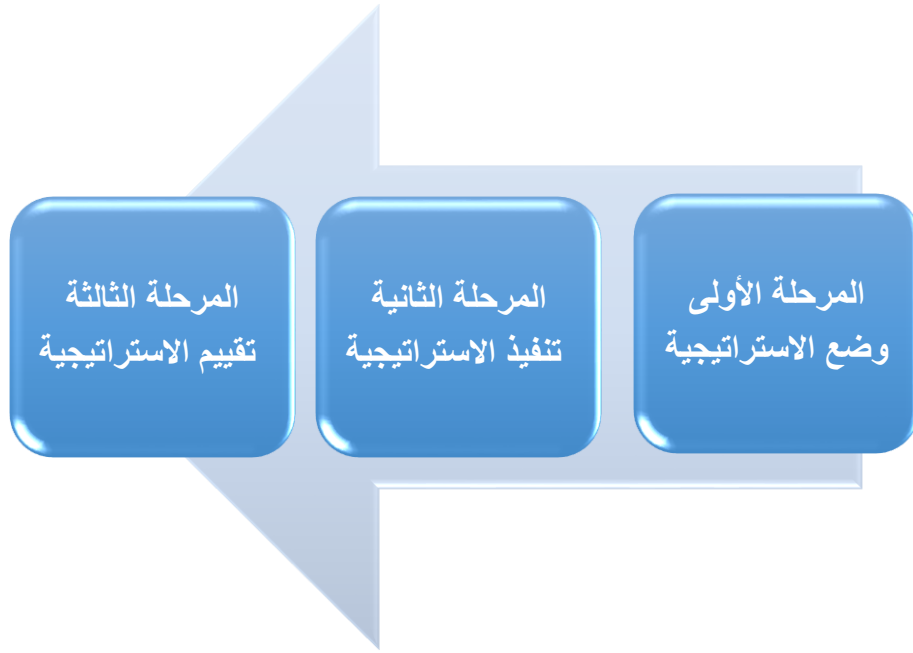 المرحلة الأولى
وضع الاستراتيجية
المرحلة الثانية
تنفيذ الاستراتيجية
المرحلة الثالثة
تقييم الاستراتيجية